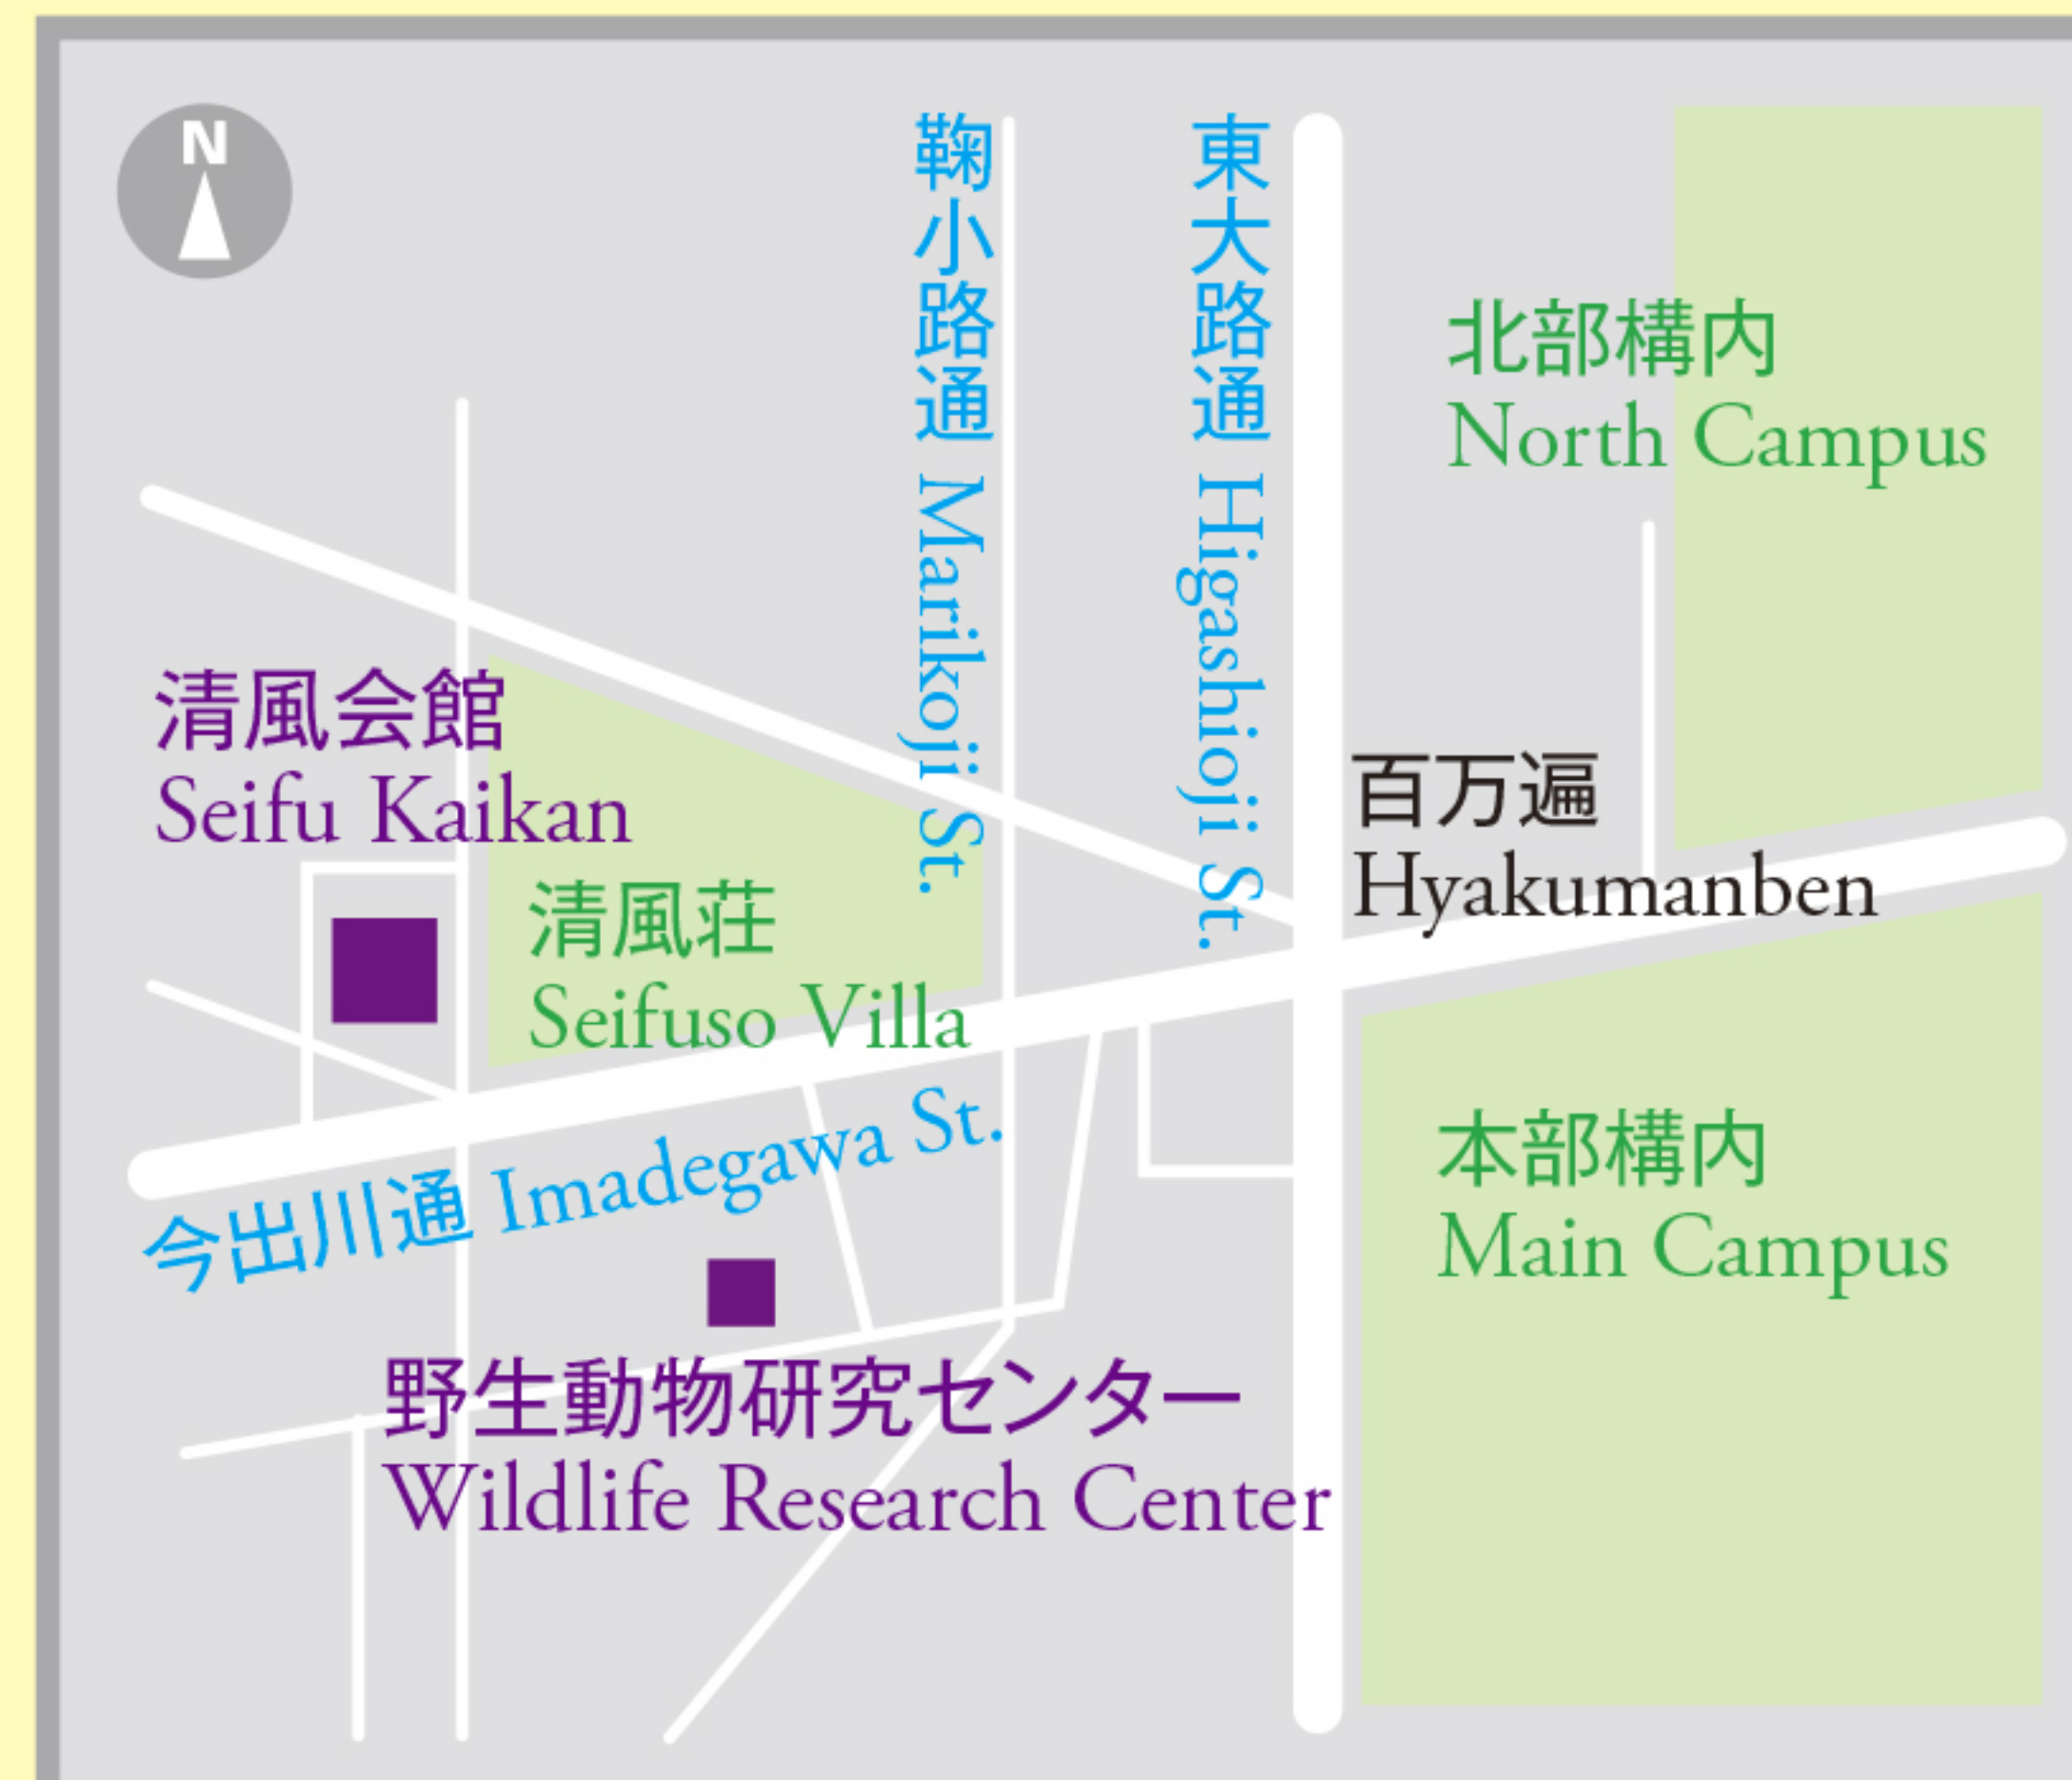 N
鞠小路通 Marikoji St.
東大路通 Higashioji St.
北部構内
North Campus
清風会館
Seifu Kaikan
百万遍
Hyakumanben
清風荘
Seifuso Villa
今出川通 Imadegawa St.
本部構内
Main Campus
野生動物研究センター
Wildlife Research Center